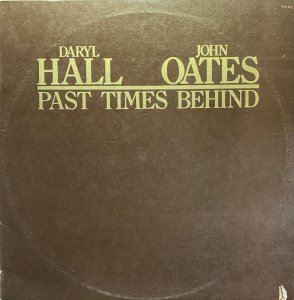 DARYL JOHN
HALL OATES
PAST TIMES BEHIND